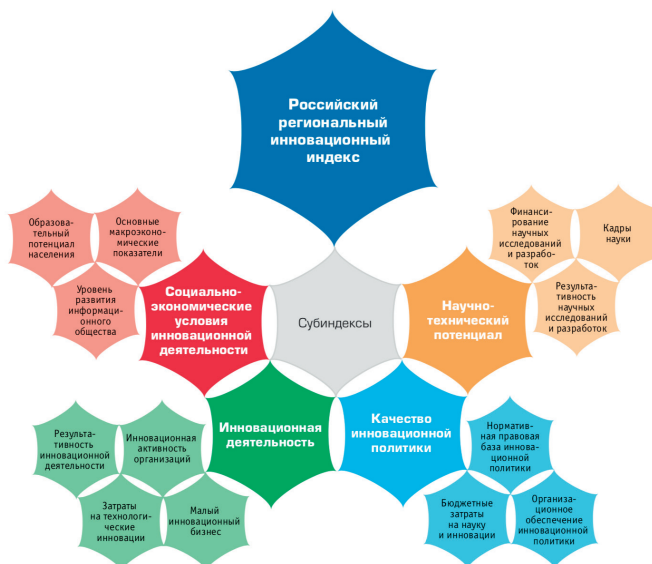 Российский
региональный
инновационный
индекс
Образова-
тельный
потенциал
населения
Основные
макроэконо-
мические
показатели
Уровень
развития
информаци-
онного
общества
Социально-
экономические
условия
инновационной
деятельности
Субиндексы
Научно-
технический
потенциал
Финанси-
рование
научных
исследований
и разрабо-
ток
Кадры
науки
Результа-
тивность
научных
исследований
и разработок
Инновационная
деятельность
Качество
инновационной
политики
Результа-
тивность
инновационной
деятельности
Инновационная
активность
организаций
Затраты
на технологи-
ческие
инновации
Малый
инновационный
бизнес
Норматив-
ная правовая
база иннова-
ционной
политики
Бюджетные
затраты
на науку
и инновации
Организа-
ционное
обеспечение
инновационной
политики